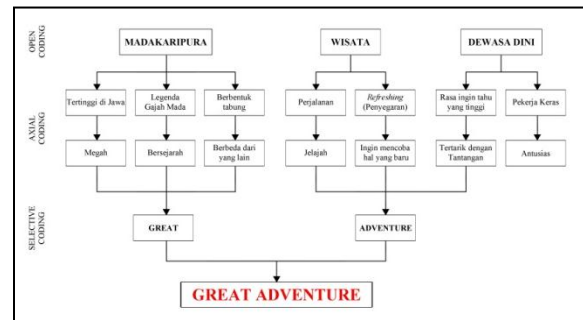 OPEN
CODING
MADAKARIPURA
WISATA
DEWASA DINI
AXIAL
CODING
Tertinggi di Jawa
Legenda
Gajah Mada
Berbentuk
tabung
Perjalanan
Refreshing
(Penyegaran)
Rasa ingin tahu
yang tinggi
Pekerja Keras
Megah
Bersejarah
Berbeda dari
yang lain
Jelajah
Ingin mencoba
hal yang baru
Tertarik dengan
Tantangan
Antusias
SELECTIVE
CODING
GREAT
ADVENTURE
GREAT ADVENTURE